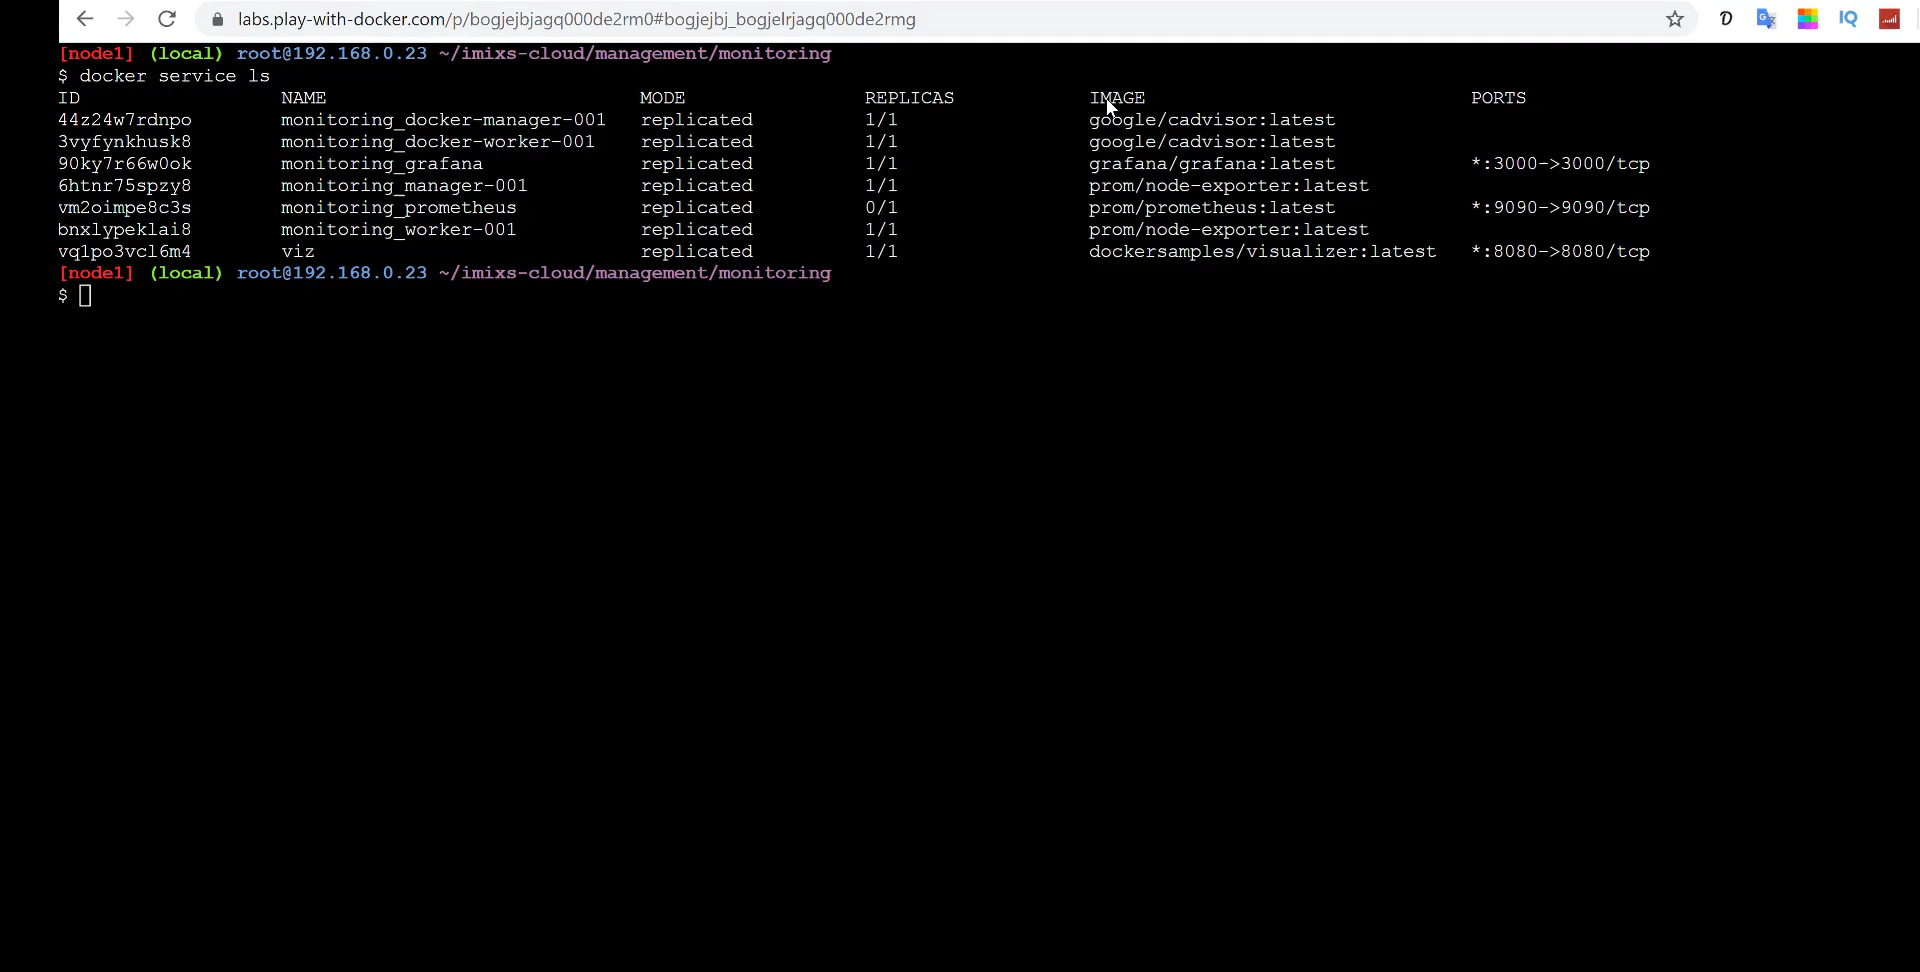 labs.play-with-docker.com/p/bogjejbjagq000de2rm0#bogjejbj_bogjelrjagq000de2rmg D G IQ
[node1] (local) root@192.168.0.23 ~/imixs-cloud/management/monitoring
$ docker service ls
ID NAME MODE REPLICAS IMAGE PORTS
44z24w7rdnpo monitoring_docker-manager-001 replicated 1/1 google/cadvisor:latest
3vyfynkhusk8 monitoring_docker-worker-001 replicated 1/1 google/cadvisor:latest
90ky7r66w0ok monitoring_grafana replicated 1/1 grafana/grafana:latest *:3000->3000/tcp
6htnr75spzy8 monitoring_manager-001 replicated 1/1 prom/node-exporter:latest
vm2oimpe8c3s monitoring_prometheus replicated 0/1 prom/prometheus:latest *:9090->9090/tcp
bnxlypeklai8 monitoring_worker-001 replicated 1/1 prom/node-exporter:latest
vq1po3vcl6m4 viz replicated 1/1 dockersamples/visualizer:latest *:8080->8080/tcp
[node1] (local) root@192.168.0.23 ~/imixs-cloud/management/monitoring
$